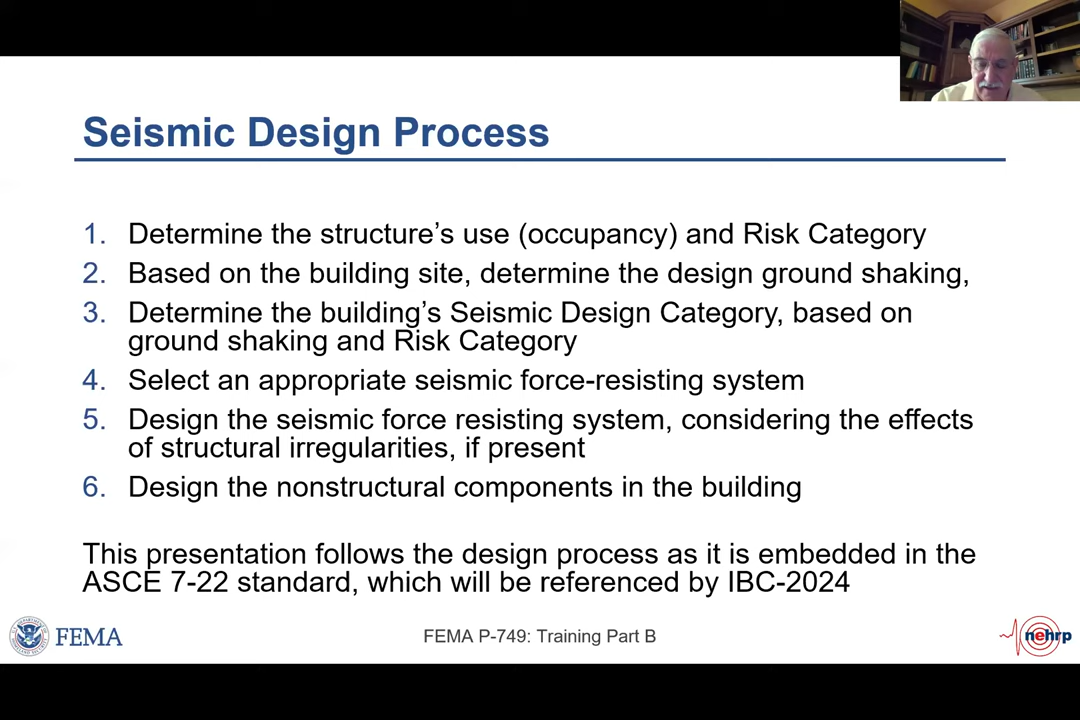 Seismic Design Process
1. Determine the structure's use (occupancy) and Risk Category
2. Based on the building site, determine the design ground shaking,
3. Determine the building's Seismic Design Category, based on
ground shaking and Risk Category
4. Select an appropriate seismic force-resisting system
5. Design the seismic force resisting system, considering the effects
of structural irregularities, if present
6. Design the nonstructural components in the building
This presentation follows the design process as it is embedded in the
ASCE 7-22 standard, which will be referenced by IBC-2024
FEMA
FEMA P-749: Training Part B
nehrp